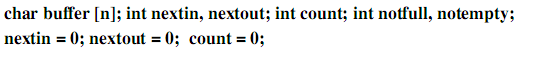 char buffer [n]; int nextin, nextout; int count; int notfull, notempty;
nextin = 0; nextout = 0;  count = 0;